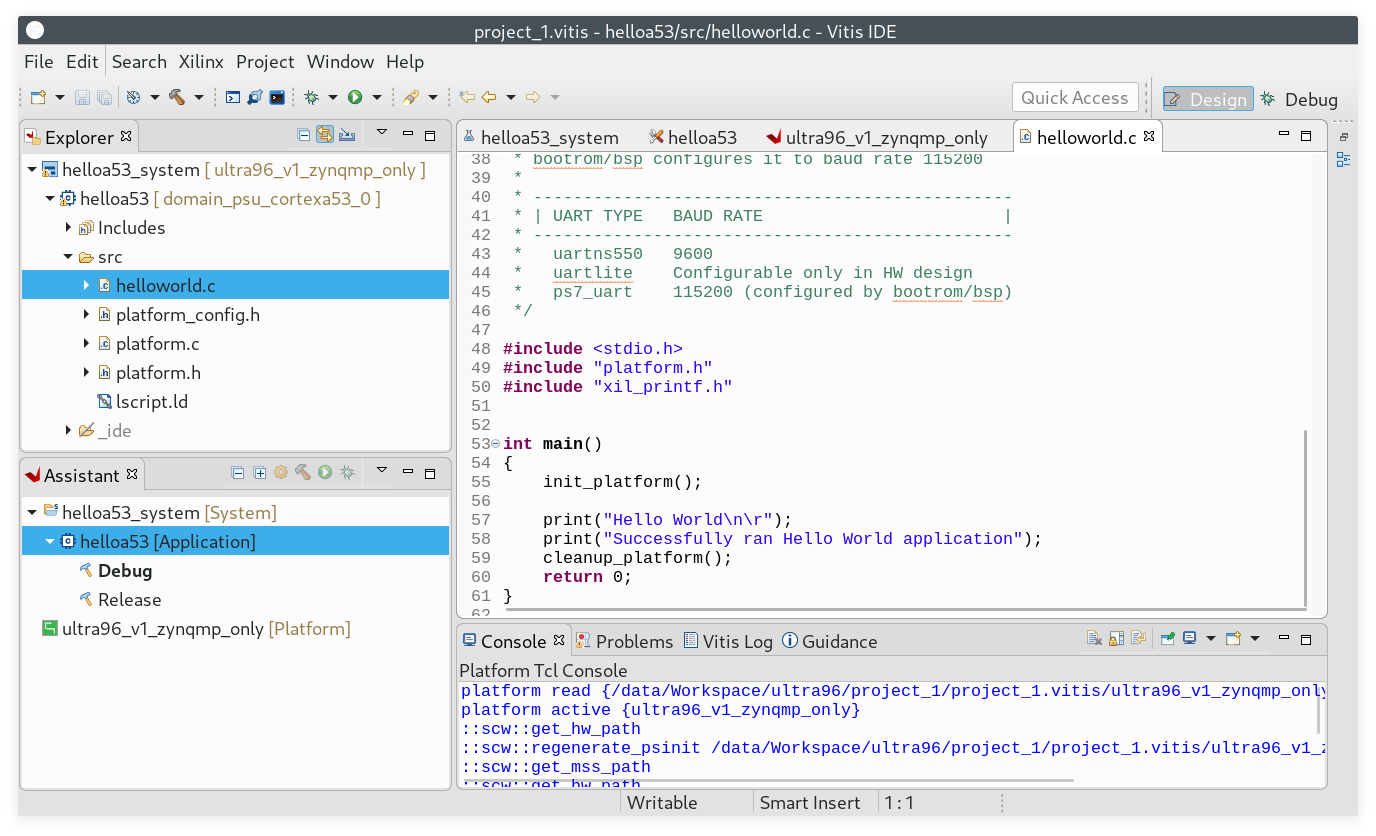 project_1.vitis - helloa53/src/helloworld.c - Vitis IDE
File Edit Search Xilinx Project Window Help
Quick Access
Design
Debug
Explorer
helloa53_system [ ultra96_v1_zynqmp_only ]
helloa53 [ domain_psu_cortexa53_0 ]
Includes
src
helloworld.c
platform_config.h
platform.c
platform.h
lscript.ld
_ide
Assistant
helloa53_system [System]
helloa53 [Application]
Debug
Release
ultra96_v1_zynqmp_only [Platform]
helloa53_system helloa53 ultra96_v1_zynqmp_only helloworld.c
38 * bootrom/bsp configures it to baud rate 115200
39 *
40 * ------------------------------------------------
41 * | UART TYPE   BAUD RATE                        |
42 * ------------------------------------------------
43 *   uartns550   9600
44 *   uartlite    Configurable only in HW design
45 *   ps7_uart    115200 (configured by bootrom/bsp)
46 */
47
48 #include <stdio.h>
49 #include "platform.h"
50 #include "xil_printf.h"
51
52
53 int main()
54 {
55     init_platform();
56
57     print("Hello World\n\r");
58     print("Successfully ran Hello World application");
59     cleanup_platform();
60     return 0;
61 }
62
Console Problems Vitis Log Guidance
Platform Tcl Console
platform read {/data/Workspace/ultra96/project_1/project_1.vitis/ultra96_v1_zynqmp_only
platform active {ultra96_v1_zynqmp_only}
::scw::get_hw_path
::scw::regenerate_psinit /data/Workspace/ultra96/project_1/project_1.vitis/ultra96_v1_z
::scw::get_mss_path
::scw::get_hw_path
Writable Smart Insert 1 : 1